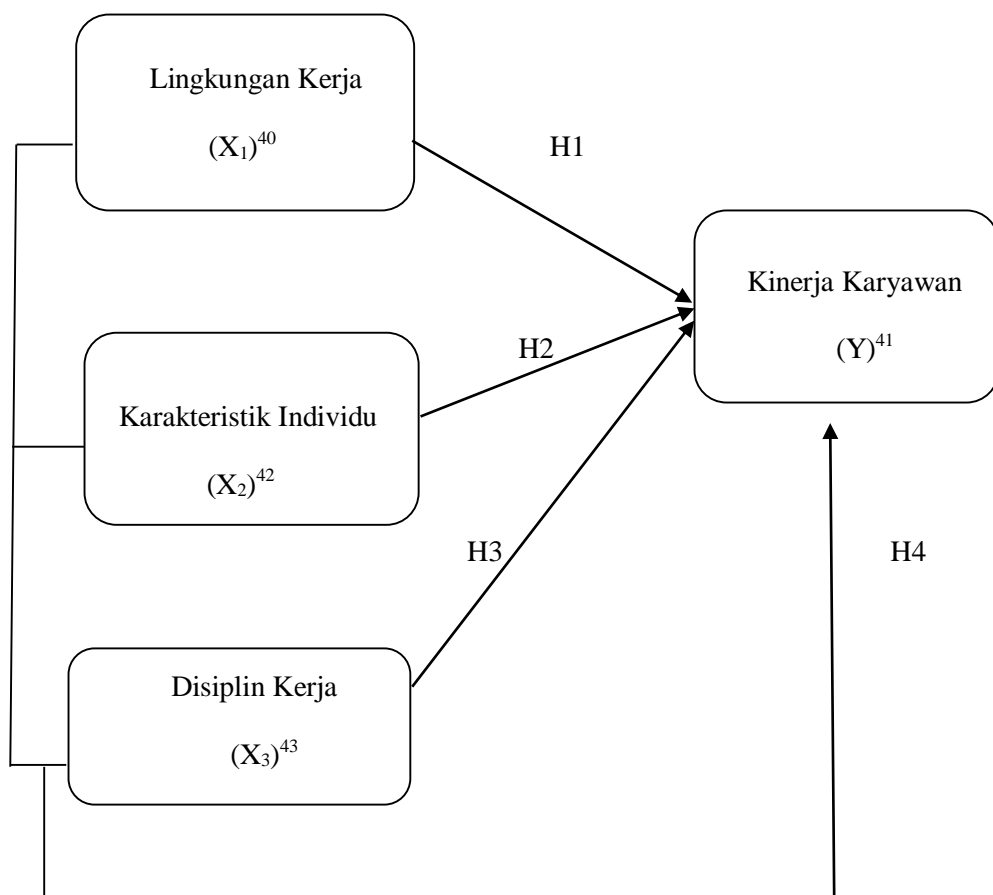 Lingkungan Kerja
(X₁)⁴⁰
H1
Kinerja Karyawan
(Y)⁴¹
H2
Karakteristik Individu
(X₂)⁴²
H3
H4
Disiplin Kerja
(X₃)⁴³